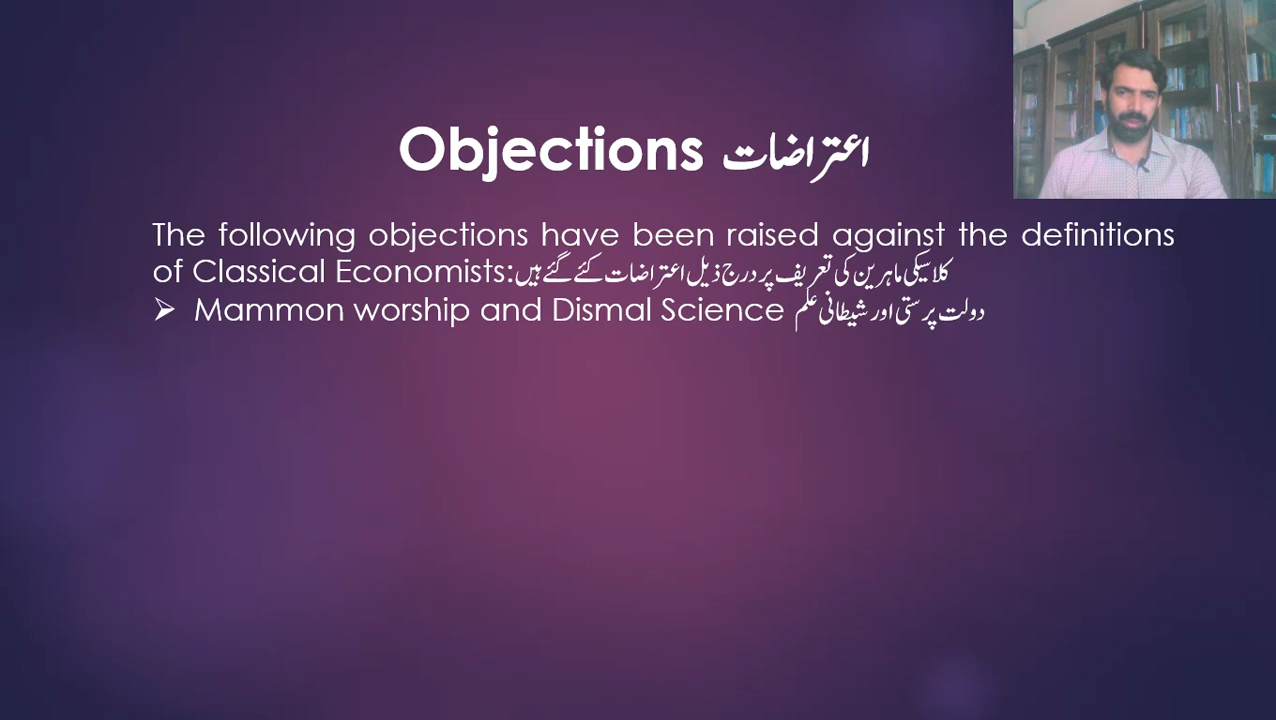 Objections اعتراضات
The following objections have been raised against the definitions
of Classical Economists:کلاسیکی ماہرین کی تعریف پر درج ذیل اعتراضات کئے گئے ہیں
➢ Mammon worship and Dismal Science دولت پرستی اور شیطانی علم